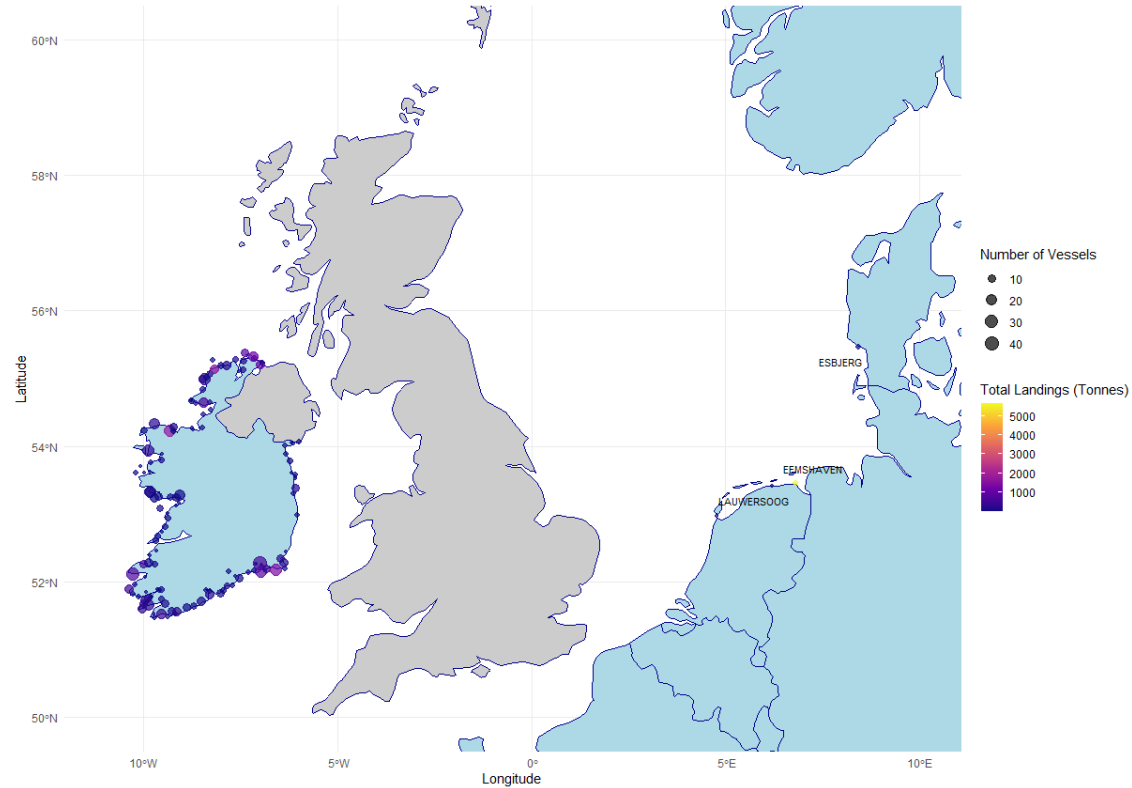 60°N
58°N
56°N
54°N
52°N
50°N
Latitude
10°W
5°W
0°
5°E
10°E
Longitude
ESBJERG
EEMSHAVEN
LAUWERSOOG
Number of Vessels
10
20
30
40
Total Landings (Tonnes)
5000
4000
3000
2000
1000